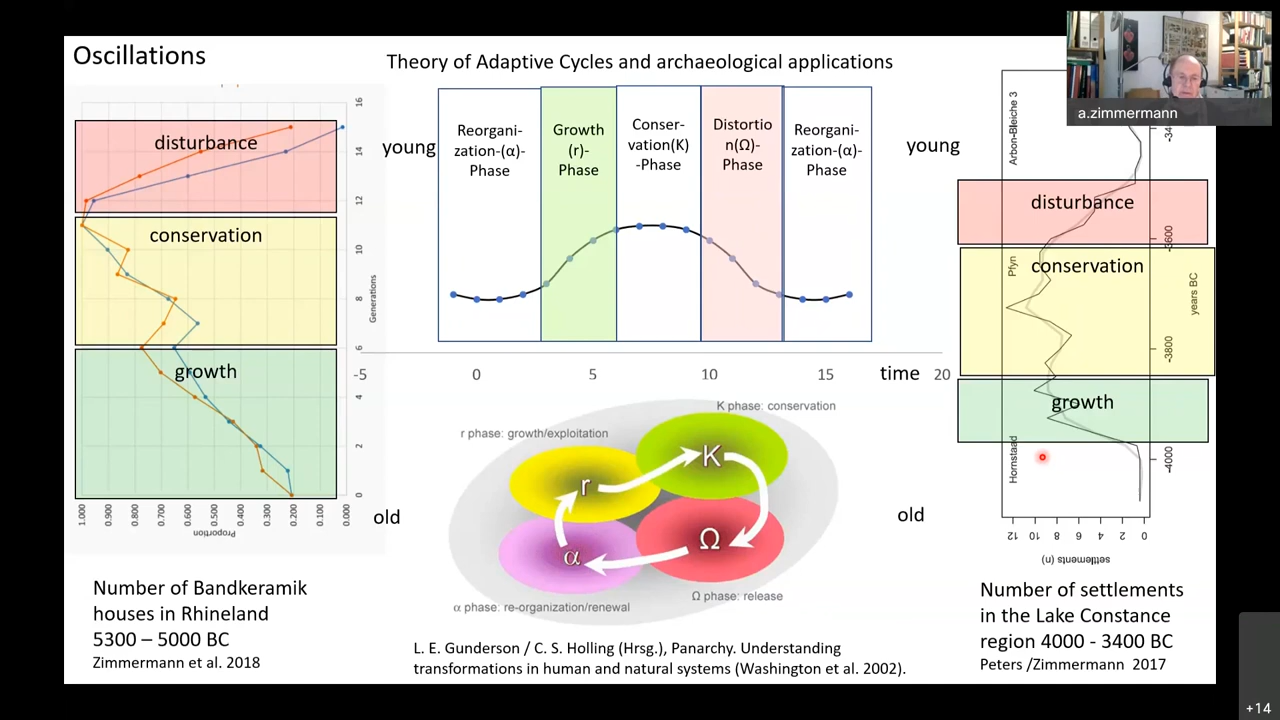 Oscillations
Theory of Adaptive Cycles and archaeological applications
a.zimmermann
disturbance
conservation
growth
16
14
12
10
8
6
4
2
0
Generations
1.000
0.900
0.800
0.700
0.600
0.500
0.400
0.300
0.200
0.100
0.000
Proportion
young
old
Number of Bandkeramik
houses in Rhineland
5300 – 5000 BC
Zimmermann et al. 2018
Reorgani-
zation-(α)-
Phase
Growth
(r)-
Phase
Conser-
vation(K)
-Phase
Distortio
n(Ω)-
Phase
Reorgani-
zation-(α)-
Phase
-5
0
5
10
15
time
20
K phase: conservation
r phase: growth/exploitation
K
r
Ω
α
Ω phase: release
α phase: re-organization/renewal
L. E. Gunderson / C. S. Holling (Hrsg.), Panarchy. Understanding
transformations in human and natural systems (Washington et al. 2002).
young
old
Arbon-Bleiche 3
Pfyn
Hornstaad
disturbance
conservation
growth
-3600
-3800
-4000
years BC
12
10
8
6
4
2
0
settlements (n)
Number of settlements
in the Lake Constance
region 4000 - 3400 BC
Peters /Zimmermann 2017
+14